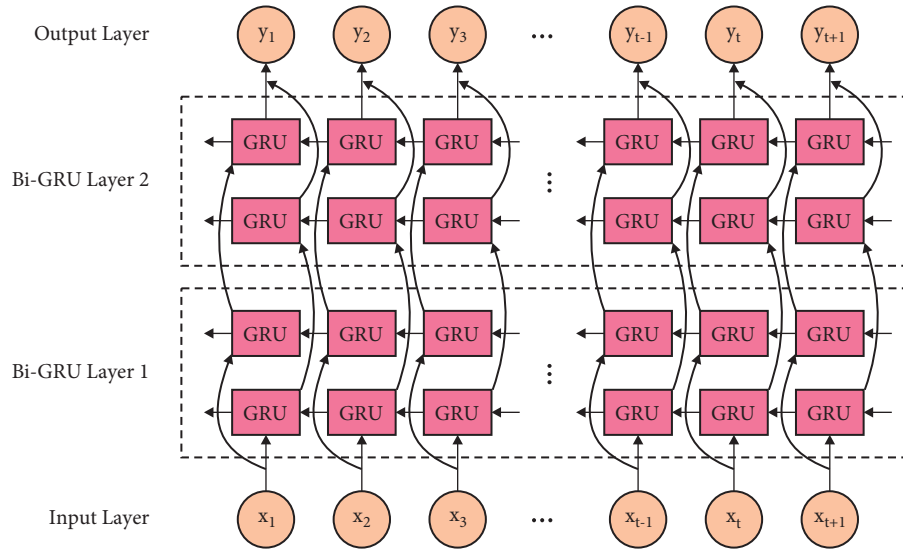 Output Layer y1 y2 y3 ... yt-1 yt yt+1
GRU GRU GRU GRU GRU GRU
Bi-GRU Layer 2 ...
GRU GRU GRU GRU GRU GRU
GRU GRU GRU GRU GRU GRU
Bi-GRU Layer 1 ...
GRU GRU GRU GRU GRU GRU
Input Layer x1 x2 x3 ... xt-1 xt xt+1